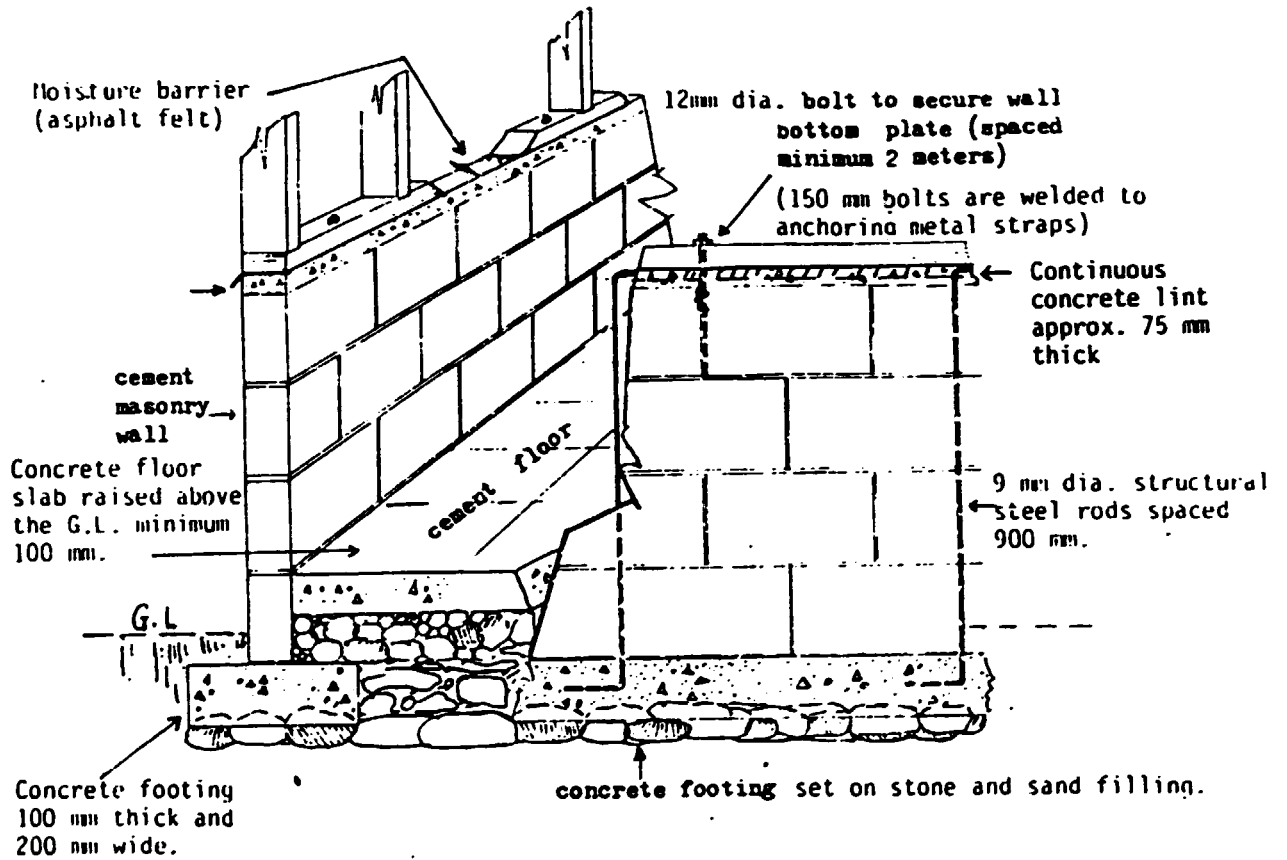 Moisture barrier
(asphalt felt)
12mm dia. bolt to secure wall
bottom plate (spaced
minimum 2 meters)
(150 mm bolts are welded to
anchoring metal straps)
Continuous
concrete lint
approx. 75 mm
thick
cement
masonry
wall
Concrete floor
slab raised above
the G.L. minimum
100 mm.
cement floor
9 mm dia. structural
steel rods spaced
900 mm.
G.L
Concrete footing
100 mm thick and
200 mm wide.
concrete footing set on stone and sand filling.